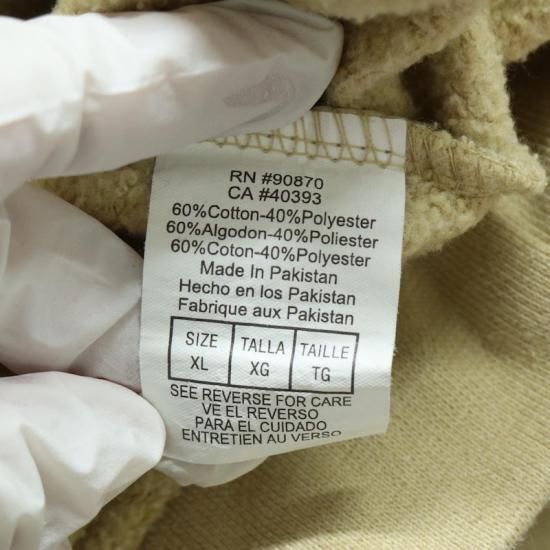 RN #90870
CA #40393
60%Cotton-40%Polyester
60%Algodon-40%Poliester
60%Coton-40%Polyester
Made In Pakistan
Hecho en los Pakistan
Fabrique aux Pakistan
SIZE TALLA TAILLE
XL XG TG
SEE REVERSE FOR CARE
VE EL REVERSO
PARA EL CUIDADO
ENTRETIEN AU VERSO